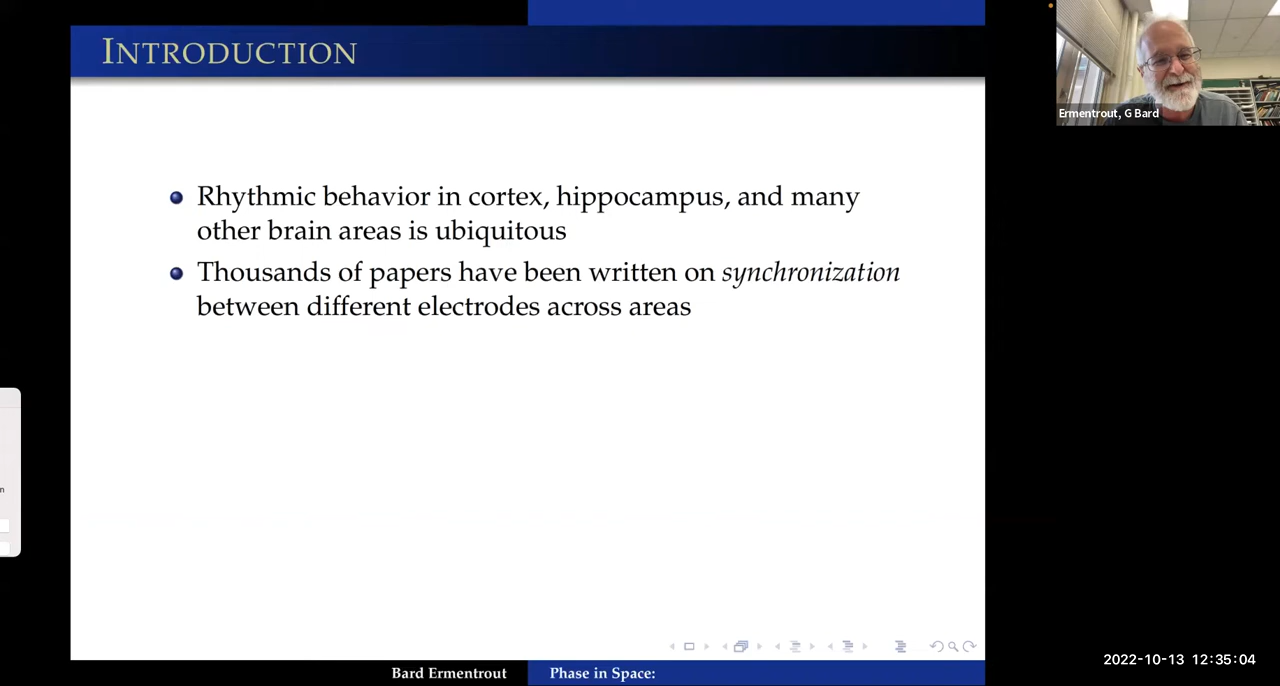 INTRODUCTION
Rhythmic behavior in cortex, hippocampus, and many
other brain areas is ubiquitous
Thousands of papers have been written on synchronization
between different electrodes across areas
Bard Ermentrout
Phase in Space:
Ermentrout, G Bard
n
2022-10-13 12:35:04